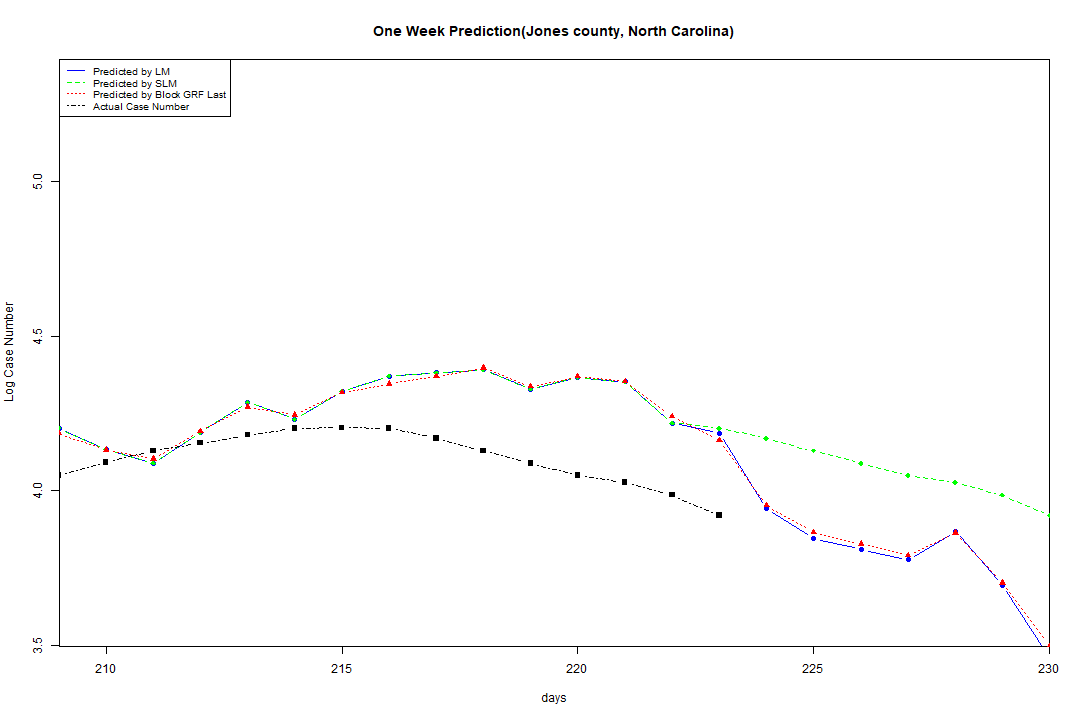 One Week Prediction(Jones county, North Carolina)
Predicted by LM
Predicted by SLM
Predicted by Block GRF Last
Actual Case Number
Log Case Number
5.0
4.5
4.0
3.5
210 215 220 225 230
days